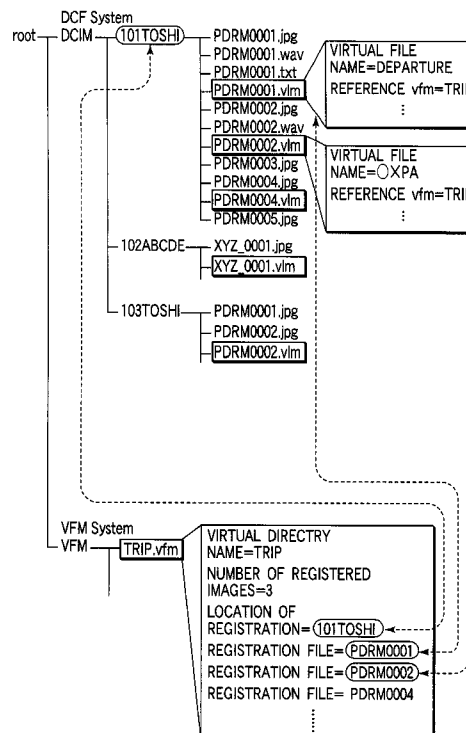 DCF System
root DCIM 101TOSHI PDRM0001.jpg
PDRM0001.wav
PDRM0001.txt
PDRM0001.vlm
PDRM0002.jpg
PDRM0002.wav
PDRM0002.vlm
PDRM0003.jpg
PDRM0004.jpg
PDRM0004.vlm
PDRM0005.jpg
VIRTUAL FILE
NAME=DEPARTURE
REFERENCE vfm=TRI
⋮
VIRTUAL FILE
NAME=○XPA
REFERENCE vfm=TRI
⋮
102ABCDE XYZ_0001.jpg
XYZ_0001.vlm
103TOSHI PDRM0001.jpg
PDRM0002.jpg
PDRM0002.vlm
VFM System
VFM TRIP.vfm
VIRTUAL DIRECTRY
NAME=TRIP
NUMBER OF REGISTERED
IMAGES=3
LOCATION OF
REGISTRATION=101TOSHI
REGISTRATION FILE=PDRM0001
REGISTRATION FILE=PDRM0002
REGISTRATION FILE= PDRM0004
⋮